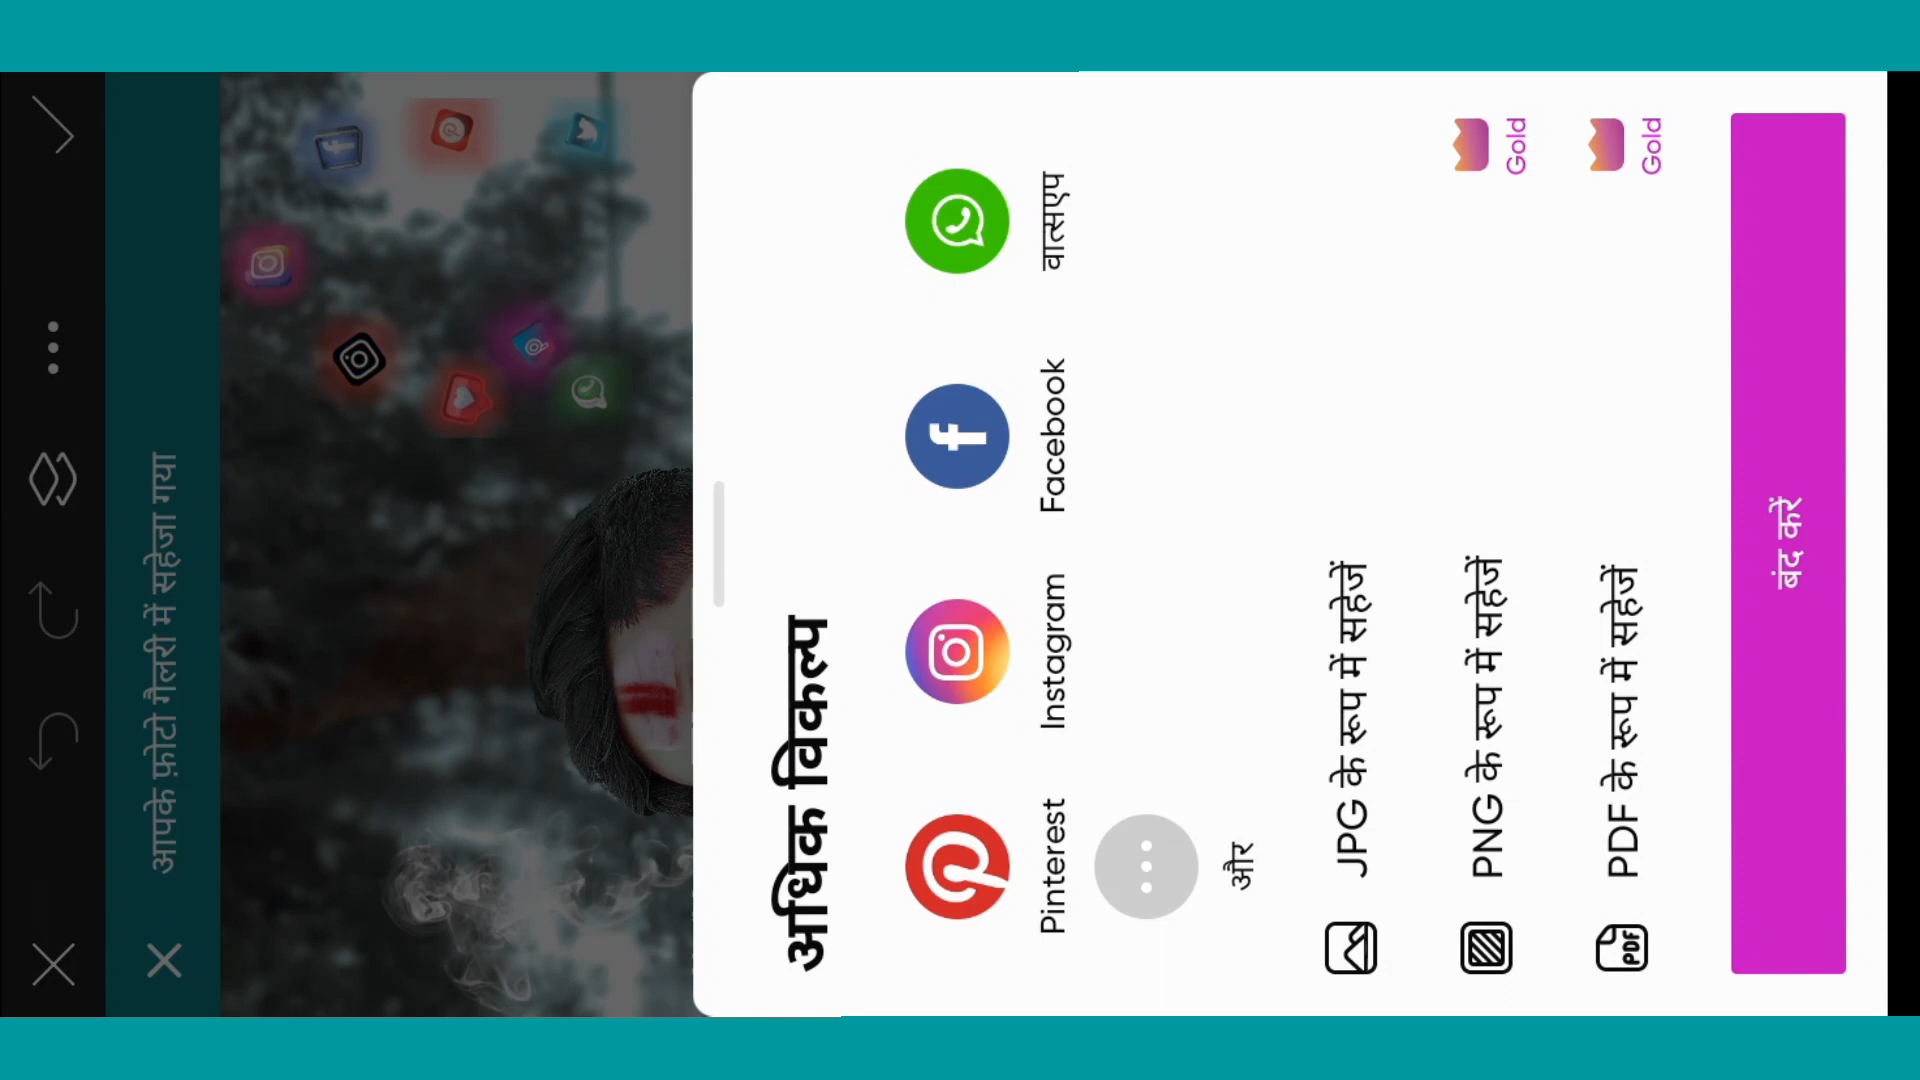 आपके फ़ोटो गैलरी में सहेजा गया
अधिक विकल्प
Pinterest
Instagram
Facebook
वात्सएप
और
JPG के रूप में सहेजें
PNG के रूप में सहेजें
Gold
PDF के रूप में सहेजें
Gold
बंद करें